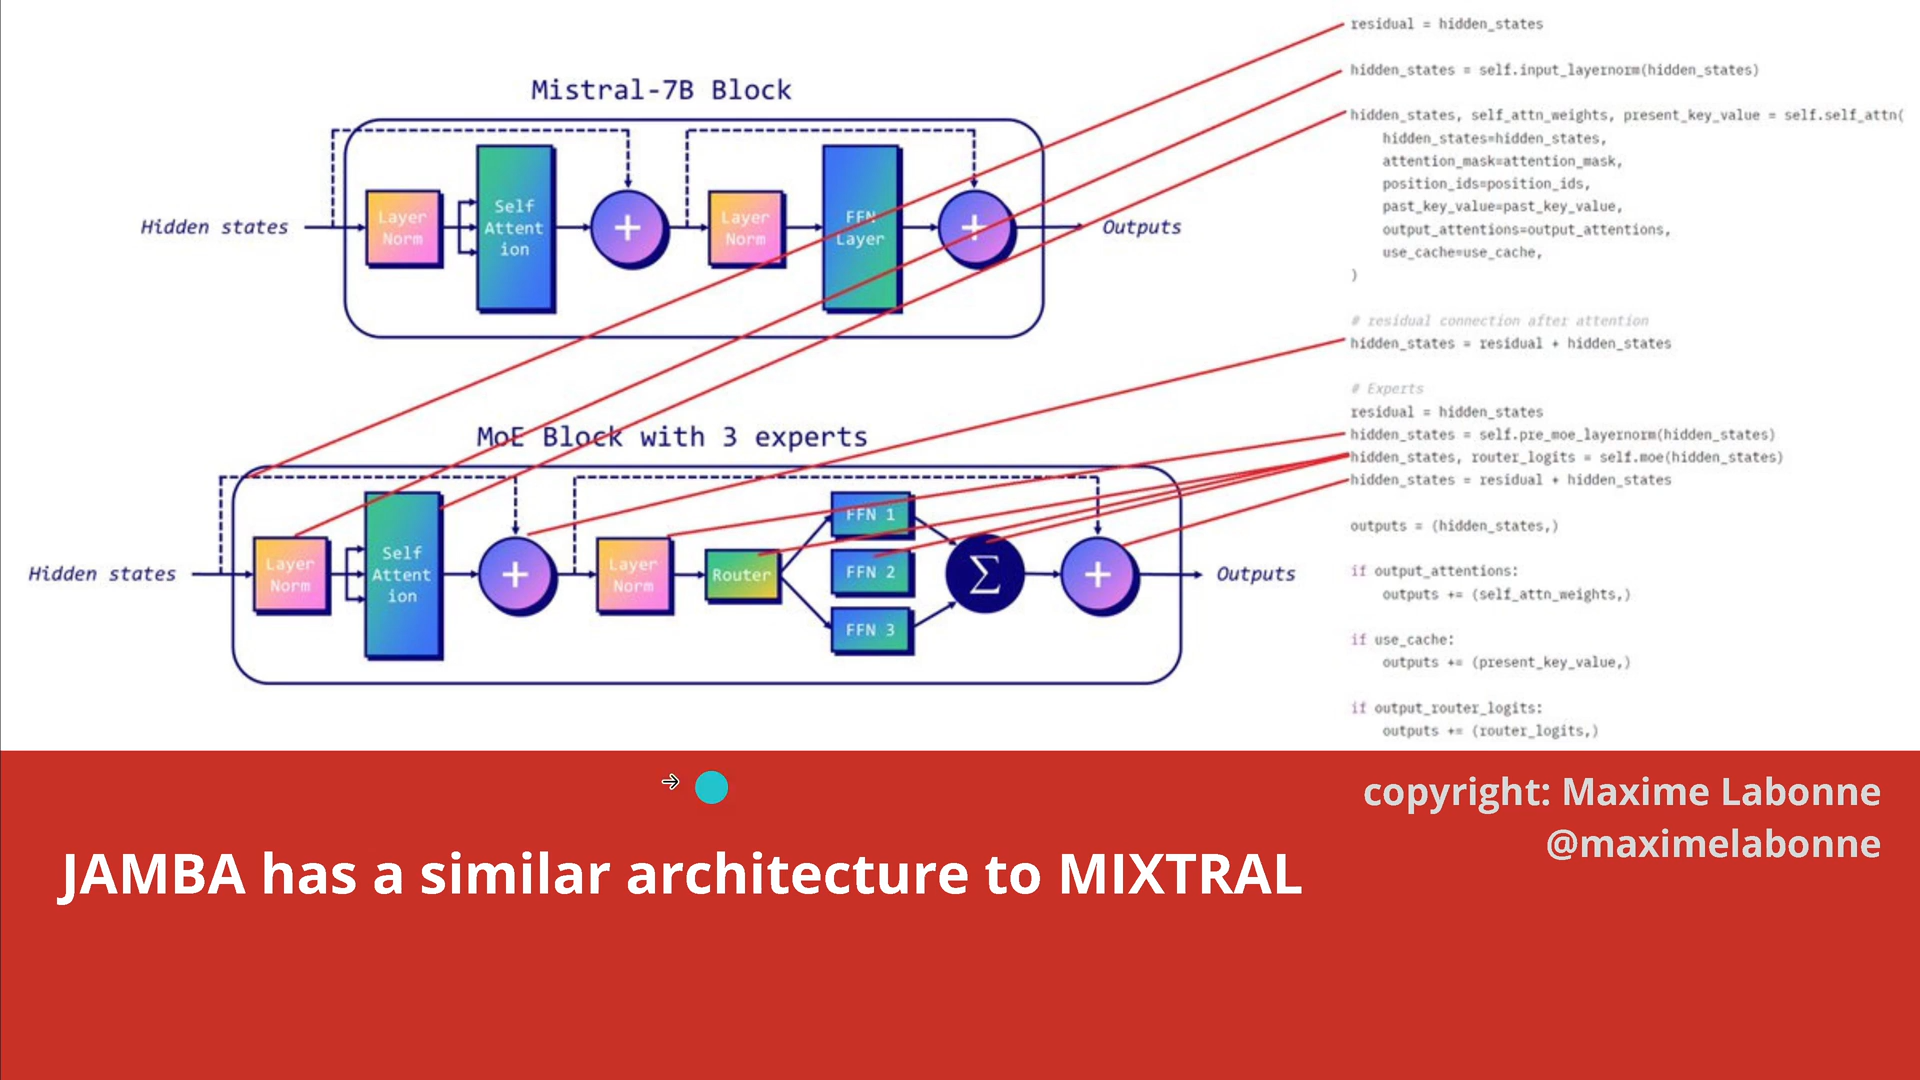 Mistral-7B Block
Hidden states
Layer
Norm
Self
Attent
ion
+
Layer
Norm
FFN
Layer
+
Outputs
MoE Block with 3 experts
Hidden states
Layer
Norm
Self
Attent
ion
+
Layer
Norm
Router
FFN 1
FFN 2
FFN 3
Σ
+
Outputs
residual = hidden_states
hidden_states = self.input_layernorm(hidden_states)
hidden_states, self_attn_weights, present_key_value = self.self_attn(
hidden_states=hidden_states,
attention_mask=attention_mask,
position_ids=position_ids,
past_key_value=past_key_value,
output_attentions=output_attentions,
use_cache=use_cache,
)
# residual connection after attention
hidden_states = residual + hidden_states
# Experts
residual = hidden_states
hidden_states = self.pre_moe_layernorm(hidden_states)
hidden_states, router_logits = self.moe(hidden_states)
hidden_states = residual + hidden_states
outputs = (hidden_states,)
if output_attentions:
outputs += (self_attn_weights,)
if use_cache:
outputs += (present_key_value,)
if output_router_logits:
outputs += (router_logits,)
copyright: Maxime Labonne
@maximelabonne
JAMBA has a similar architecture to MIXTRAL